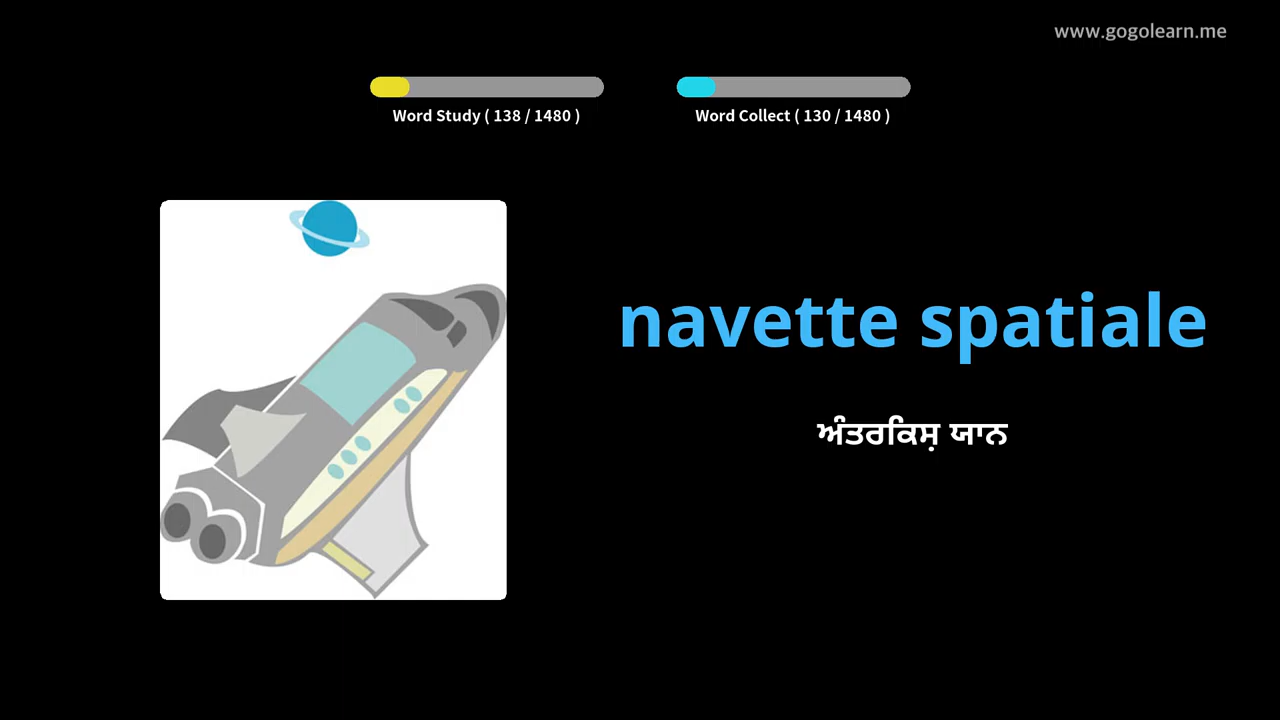 www.gogolearn.me
Word Study ( 138 / 1480 )
Word Collect ( 130 / 1480 )
navette spatiale
ਅੰਤਰਕਿਸ਼ ਯਾਨ